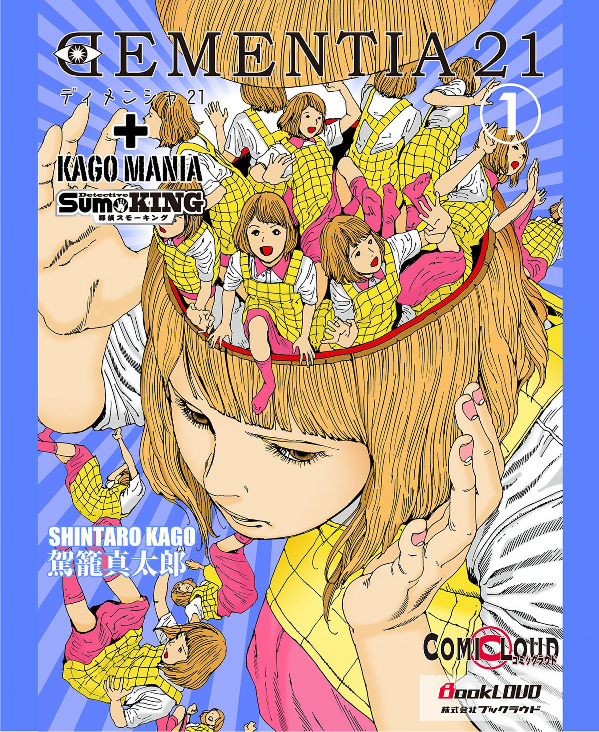 DEMENTIA 21
ディメンシャ 21
1
+
KAGO MANIA
Detective
SumoKING
探偵スモーキング
SHINTARO KAGO
駕籠真太郎
COMICLOUD
コミックラウド
BookLOUD
株式会社ブックラウド